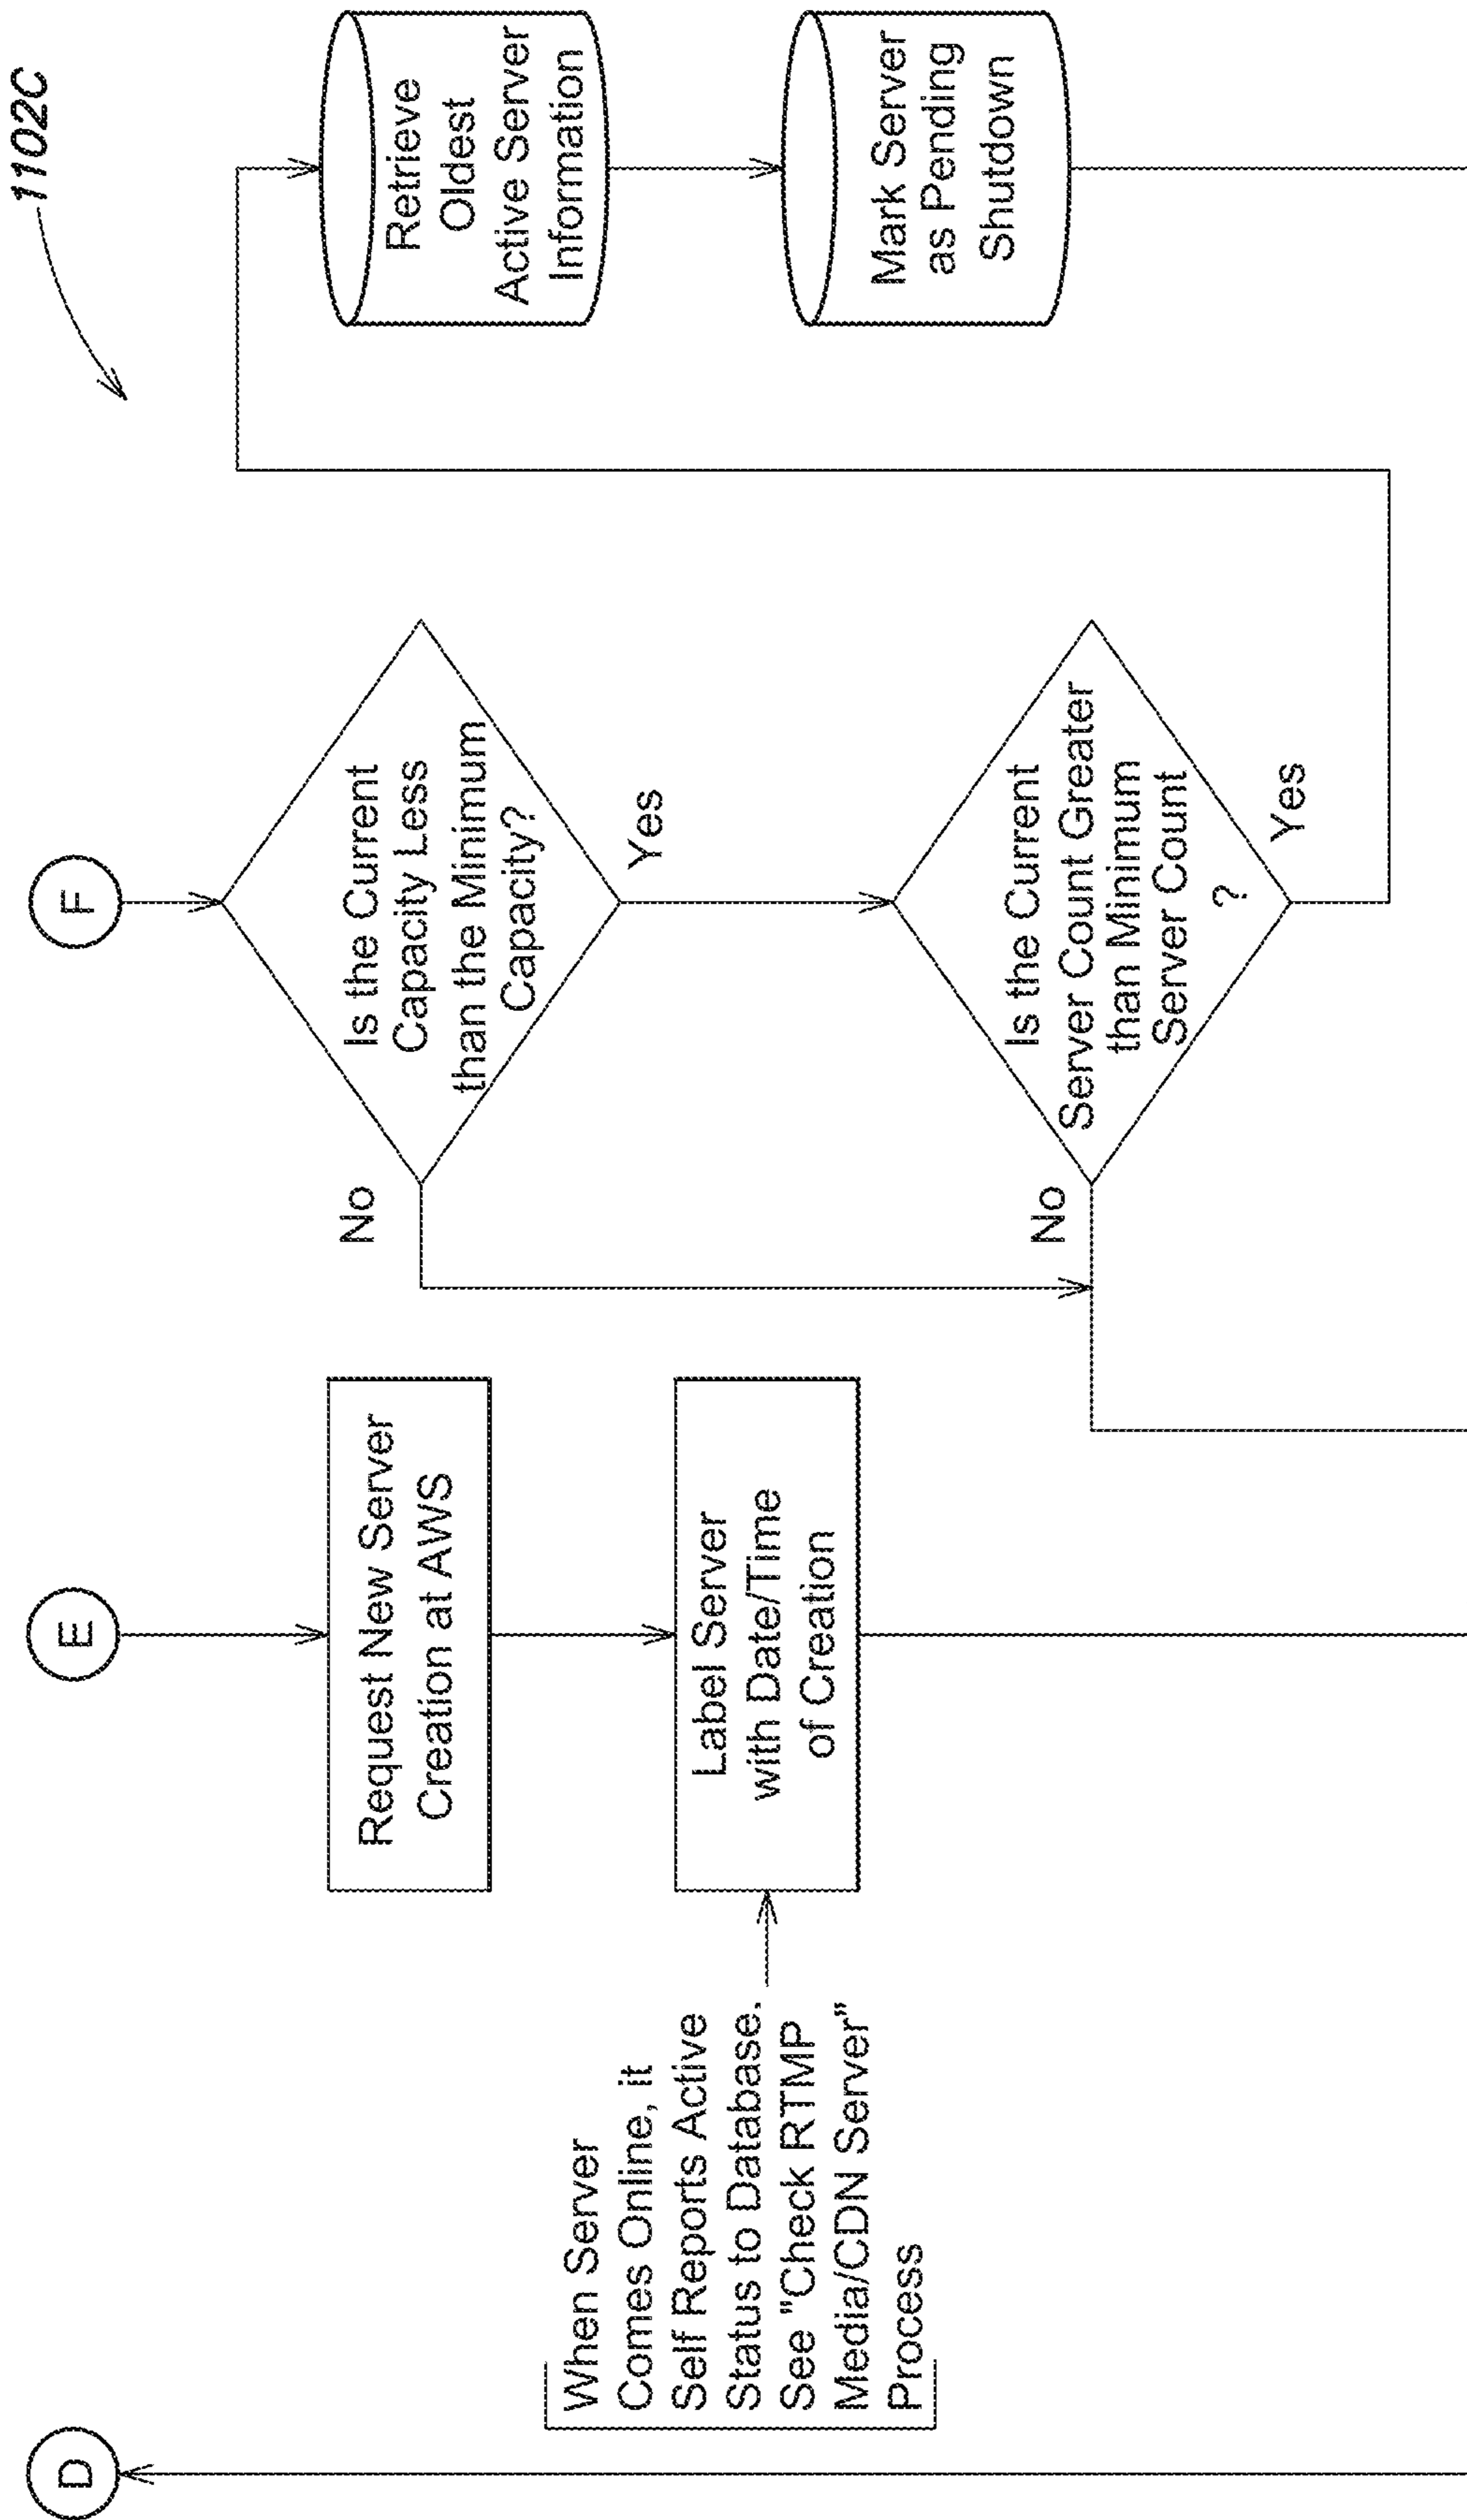 1102C
D
E
F
When Server
Comes Online, it
Self Reports Active
Status to Database.
See "Check RTMP
Media/CDN Server"
Process
Request New Server
Creation at AWS
Label Server
with Date/Time
of Creation
Is the Current
Capacity Less
than the Minimum
Capacity?
No
Yes
Is the Current
Server Count Greater
than Minimum
Server Count
?
No
Yes
Retrieve
Oldest
Active Server
Information
Mark Server
as Pending
Shutdown